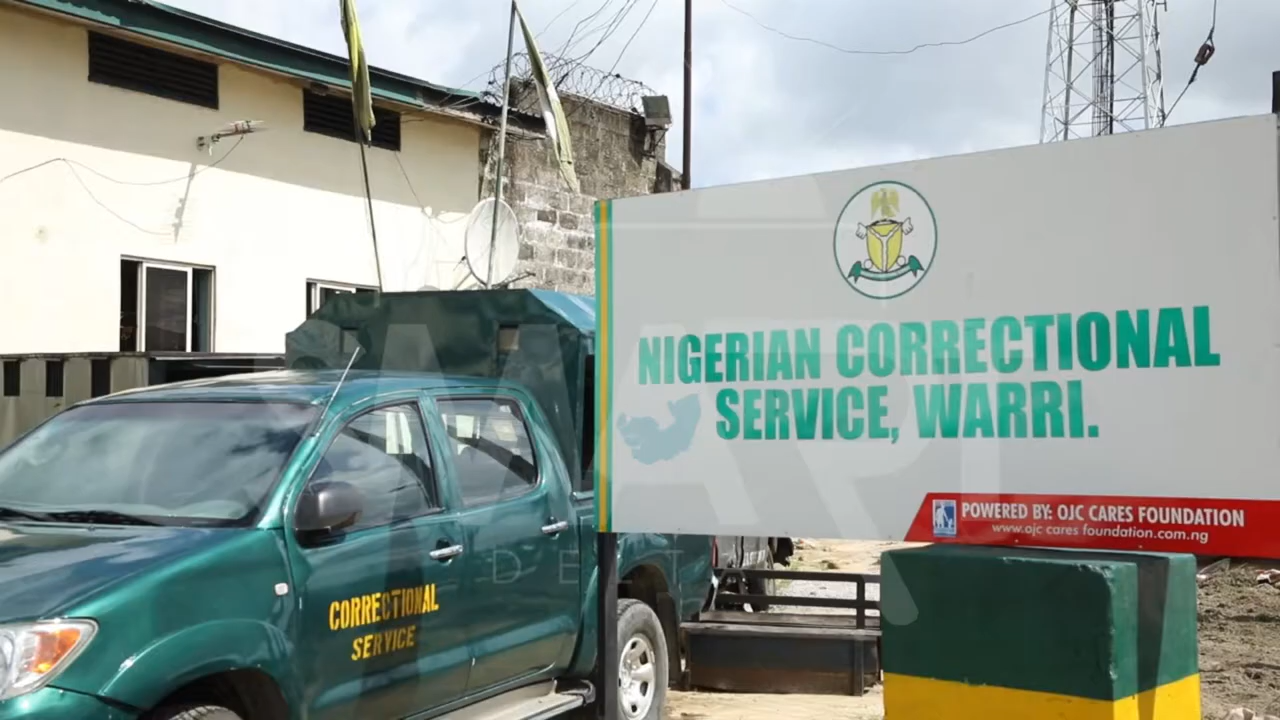 NIGERIAN CORRECTIONAL
SERVICE, WARRI.
POWERED BY: OJC CARES FOUNDATION
www.ojc cares foundation.com.ng
CORRECTIONAL
SERVICE